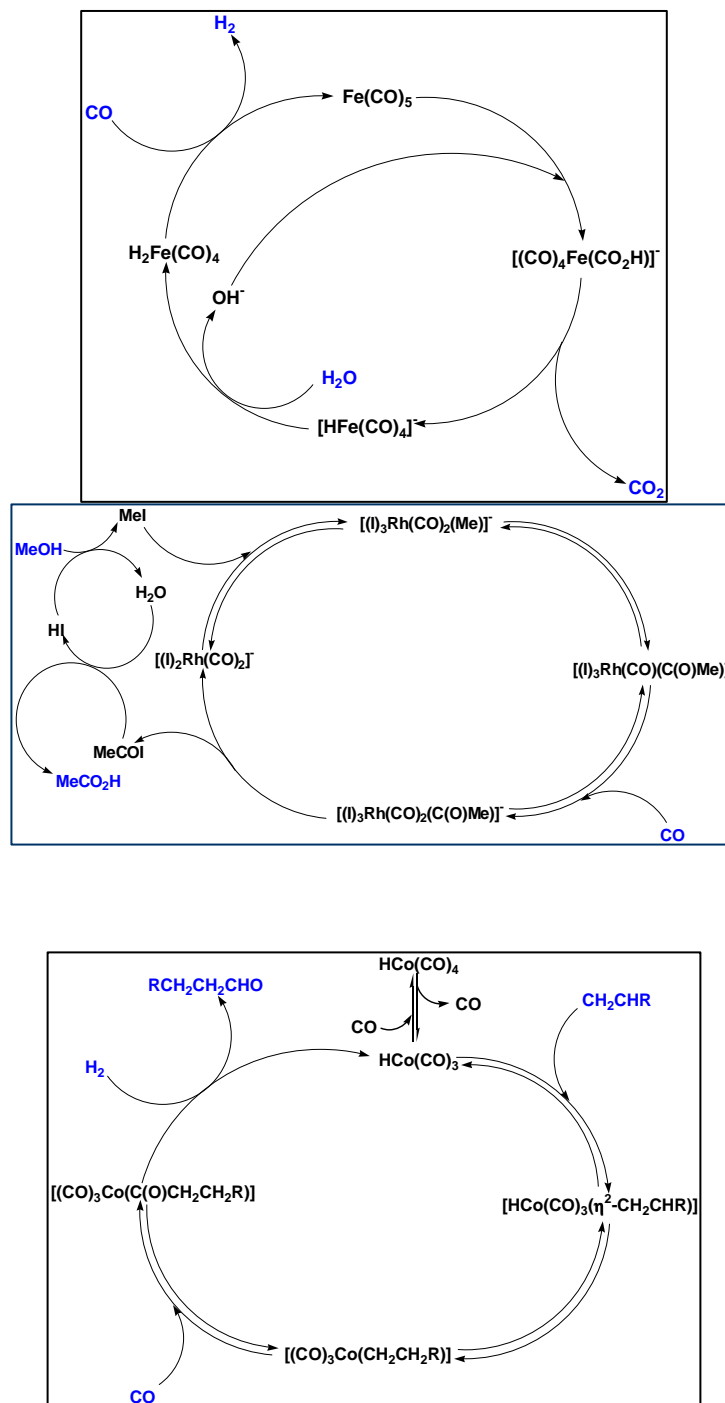 H₂
Fe(CO)₅
CO
H₂Fe(CO)₄
[(CO)₄Fe(CO₂H)]⁻
OH⁻
H₂O
[HFe(CO)₄]⁻
CO₂
MeI
[(I)₃Rh(CO)₂(Me)]⁻
MeOH
H₂O
HI
[(I)₂Rh(CO)₂]⁻
[(I)₃Rh(CO)(C(O)Me)]
MeCOI
MeCO₂H
[(I)₃Rh(CO)₂(C(O)Me)]⁻
CO
HCo(CO)₄
RCH₂CH₂CHO
CO
CH₂CHR
CO
H₂
HCo(CO)₃
[(CO)₃Co(C(O)CH₂CH₂R)]
[HCo(CO)₃(η²-CH₂CHR)]
[(CO)₃Co(CH₂CH₂R)]
CO